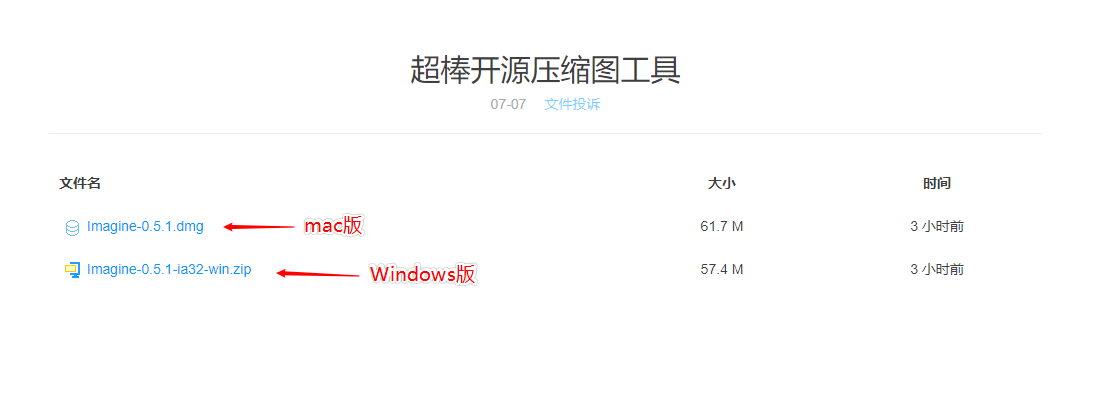 超棒开源压缩图工具
07-07 文件投诉
文件名 大小 时间
Imagine-0.5.1.dmg mac版 61.7 M 3 小时前
Imagine-0.5.1-ia32-win.zip Windows版 57.4 M 3 小时前